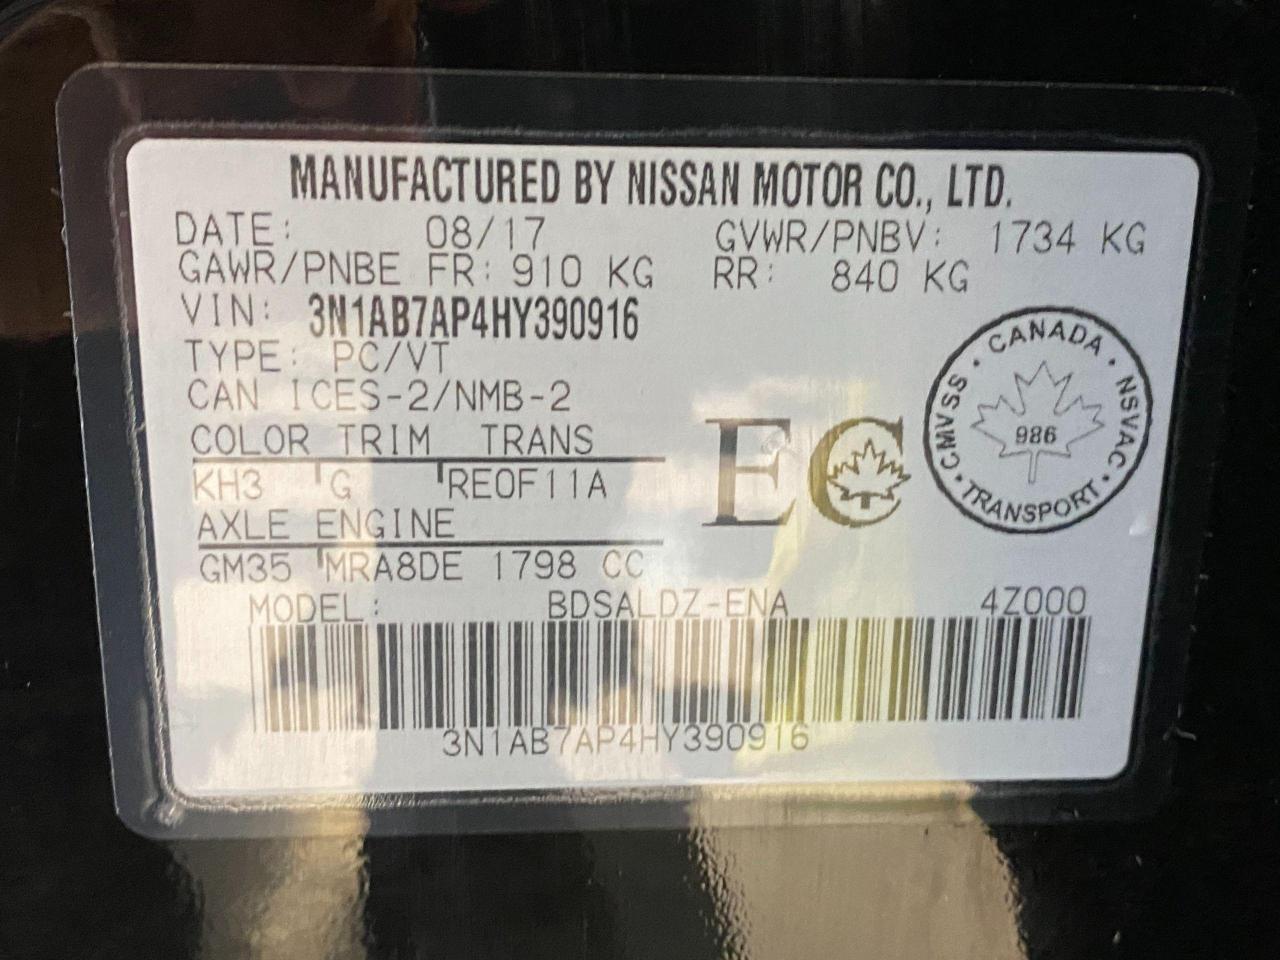 MANUFACTURED BY NISSAN MOTOR CO., LTD.
DATE: 08/17 GVWR/PNBV: 1734 KG
GAWR/PNBE FR: 910 KG RR: 840 KG
VIN: 3N1AB7AP4HY390916
TYPE: PC/VT
CAN ICES-2/NMB-2
COLOR TRIM TRANS
KH3 G RE0F11A
AXLE ENGINE
GM35 MRA8DE 1798 CC
EC
CANADA
CMVSS · NSVAC
986
TRANSPORT
MODEL: BDSALDZ-ENA 4Z000
3N1AB7AP4HY390916